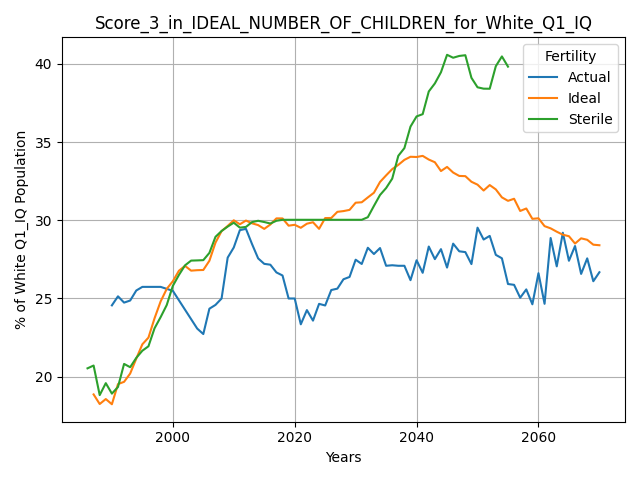 Score_3_in_IDEAL_NUMBER_OF_CHILDREN_for_White_Q1_IQ
% of White Q1_IQ Population
40
35
30
25
20
Fertility
Actual
Ideal
Sterile
2000 2020 2040 2060
Years